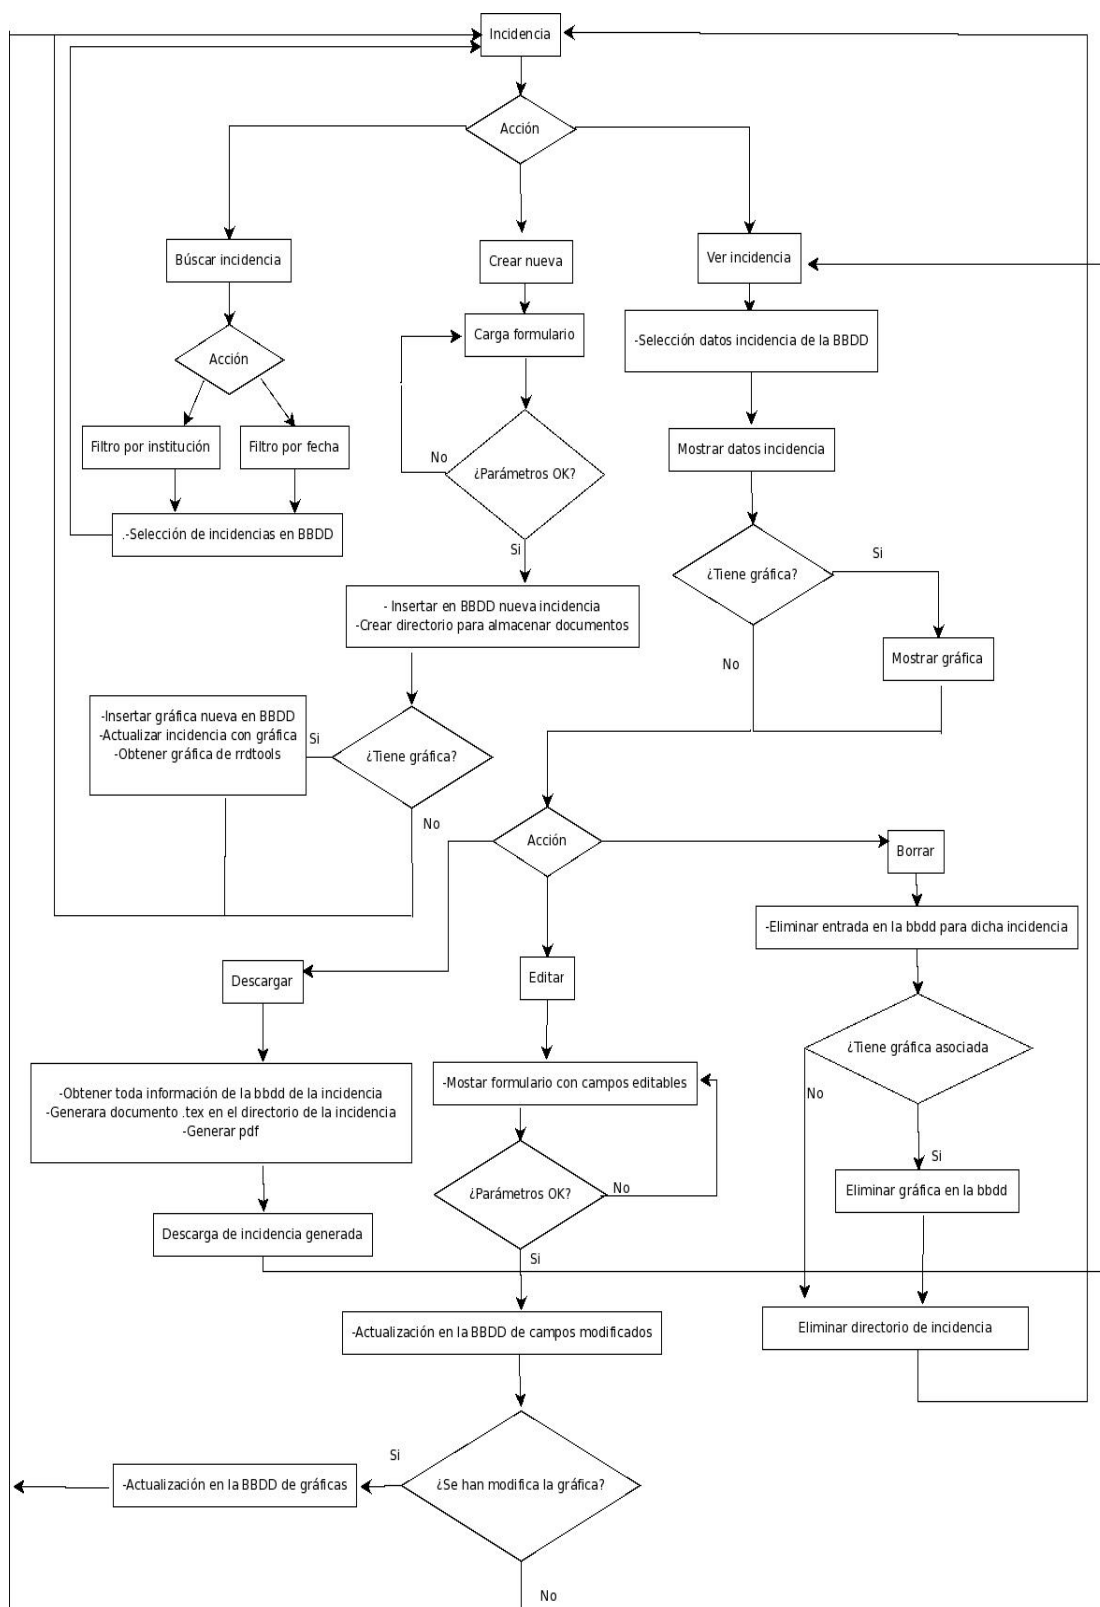 Incidencia
Acción
Búscar incidencia
Crear nueva
Ver incidencia
Carga formulario
-Selección datos incidencia de la BBDD
Acción
Filtro por institución
Filtro por fecha
Mostrar datos incidencia
No
¿Parámetros OK?
.-Selección de incidencias en BBDD
Si
Si
¿Tiene gráfica?
- Insertar en BBDD nueva incidencia
-Crear directorio para almacenar documentos
No
Mostrar gráfica
-Insertar gráfica nueva en BBDD
-Actualizar incidencia con gráfica
-Obtener gráfica de rrdtools
Si
¿Tiene gráfica?
No
Acción
Borrar
-Eliminar entrada en la bbdd para dicha incidencia
Descargar
Editar
¿Tiene gráfica asociada
-Obtener toda información de la bbdd de la incidencia
-Generara documento .tex en el directorio de la incidencia
-Generar pdf
-Mostar formulario con campos editables
No
Si
¿Parámetros OK?
No
Eliminar gráfica en la bbdd
Descarga de incidencia generada
Si
-Actualización en la BBDD de campos modificados
Eliminar directorio de incidencia
Si
-Actualización en la BBDD de gráficas
¿Se han modifica la gráfica?
No